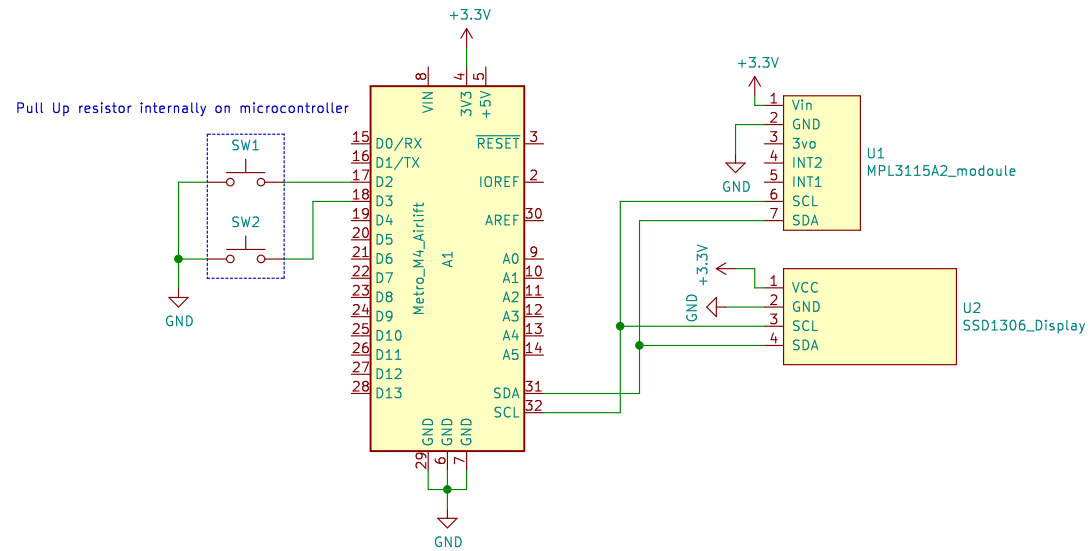 +3.3V
Pull Up resistor internally on microcontroller
SW1
SW2
GND
8
4
5
VIN
3V3
+5V
15 D0/RX
16 D1/TX
17 D2
18 D3
19 D4
20 D5
21 D6
22 D7
23 D8
24 D9
25 D10
26 D11
27 D12
28 D13
Metro_M4_Airlift
A1
RESET 3
IOREF 2
AREF 30
A0 9
A1 10
A2 11
A3 12
A4 13
A5 14
SDA 31
SCL 32
GND
GND
GND
29
6
7
GND
+3.3V
GND
1 Vin
2 GND
3 3vo
4 INT2
5 INT1
6 SCL
7 SDA
U1
MPL3115A2_modoule
+3.3V
GND
1 VCC
2 GND
3 SCL
4 SDA
U2
SSD1306_Display